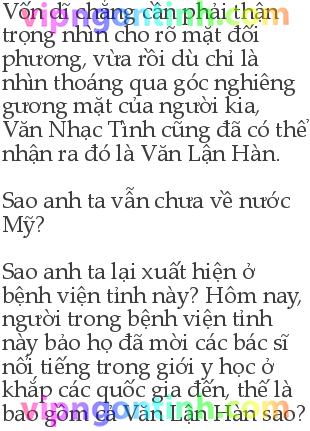 Vốn dĩ chẳng cần phải thận
trọng nhìn cho rõ mặt đối
phương, vừa rồi dù chỉ là
nhìn thoáng qua góc nghiêng
gương mặt của người kia,
Văn Nhạc Tình cũng đã có thể
nhận ra đó là Văn Lận Hàn.
Sao anh ta vẫn chưa về nước
Mỹ?
Sao anh ta lại xuất hiện ở
bệnh viện tỉnh này? Hôm nay,
người trong bệnh viện tỉnh
này bảo họ đã mời các bác sĩ
nổi tiếng trong giới y học ở
khắp các quốc gia đến, thế là
bao gồm cả Văn Lận Hàn sao?
vipngontinh.com
vipngontinh.com